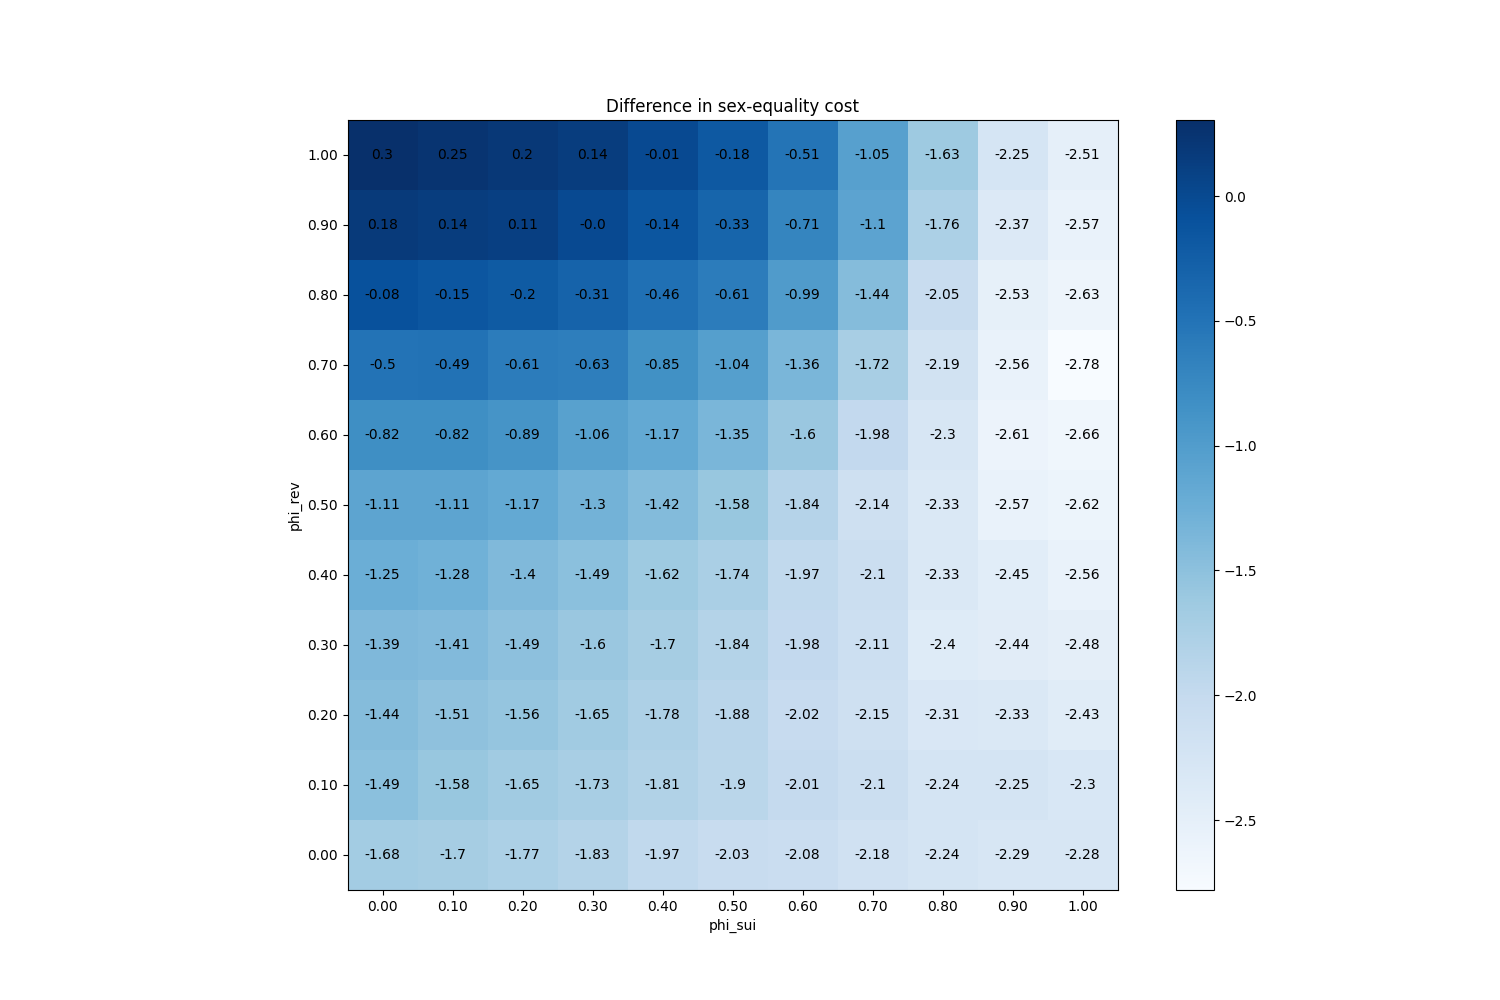 Difference in sex-equality cost
1.00 0.3 0.25 0.2 0.14 -0.01 -0.18 -0.51 -1.05 -1.63 -2.25 -2.51
0.90 0.18 0.14 0.11 -0.0 -0.14 -0.33 -0.71 -1.1 -1.76 -2.37 -2.57
0.80 -0.08 -0.15 -0.2 -0.31 -0.46 -0.61 -0.99 -1.44 -2.05 -2.53 -2.63
0.70 -0.5 -0.49 -0.61 -0.63 -0.85 -1.04 -1.36 -1.72 -2.19 -2.56 -2.78
0.60 -0.82 -0.82 -0.89 -1.06 -1.17 -1.35 -1.6 -1.98 -2.3 -2.61 -2.66
0.50 -1.11 -1.11 -1.17 -1.3 -1.42 -1.58 -1.84 -2.14 -2.33 -2.57 -2.62
0.40 -1.25 -1.28 -1.4 -1.49 -1.62 -1.74 -1.97 -2.1 -2.33 -2.45 -2.56
0.30 -1.39 -1.41 -1.49 -1.6 -1.7 -1.84 -1.98 -2.11 -2.4 -2.44 -2.48
0.20 -1.44 -1.51 -1.56 -1.65 -1.78 -1.88 -2.02 -2.15 -2.31 -2.33 -2.43
0.10 -1.49 -1.58 -1.65 -1.73 -1.81 -1.9 -2.01 -2.1 -2.24 -2.25 -2.3
0.00 -1.68 -1.7 -1.77 -1.83 -1.97 -2.03 -2.08 -2.18 -2.24 -2.29 -2.28
0.00 0.10 0.20 0.30 0.40 0.50 0.60 0.70 0.80 0.90 1.00
phi_sui
phi_rev
0.0
−0.5
−1.0
−1.5
−2.0
−2.5